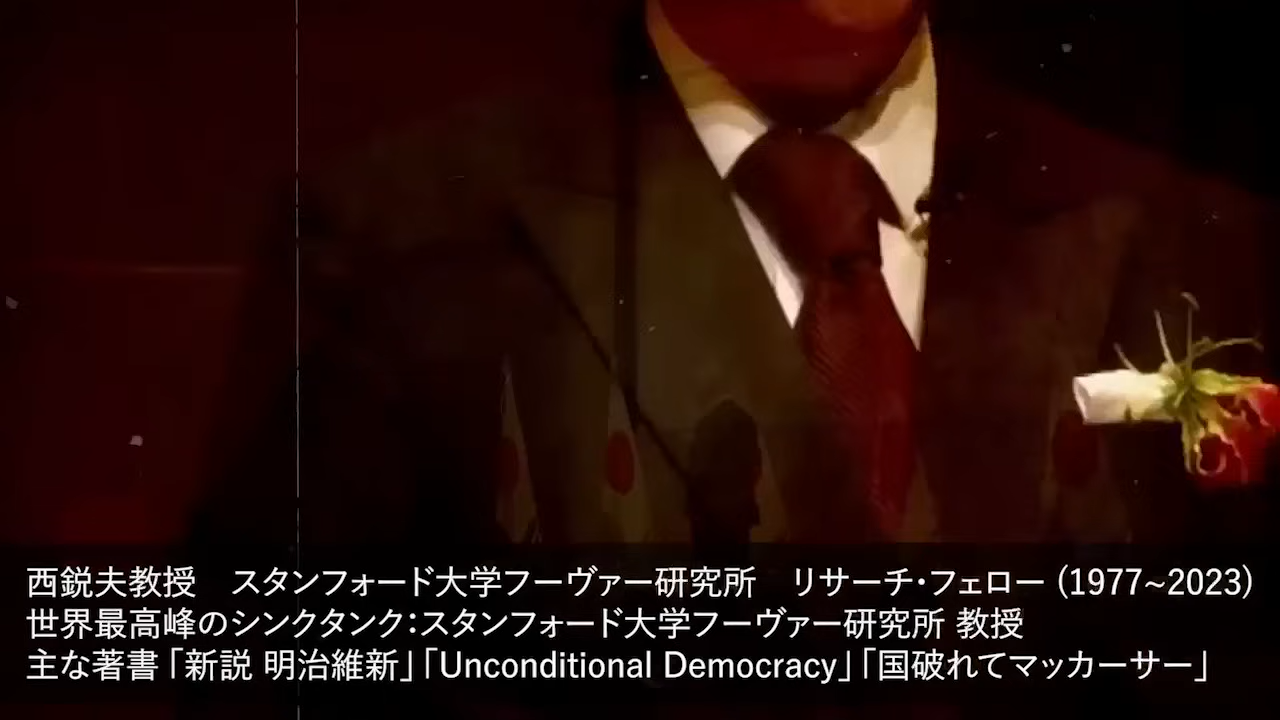 西鋭夫教授　スタンフォード大学フーヴァー研究所　リサーチ・フェロー (1977~2023)
世界最高峰のシンクタンク:スタンフォード大学フーヴァー研究所 教授
主な著書「新説 明治維新」「Unconditional Democracy」「国破れてマッカーサー」